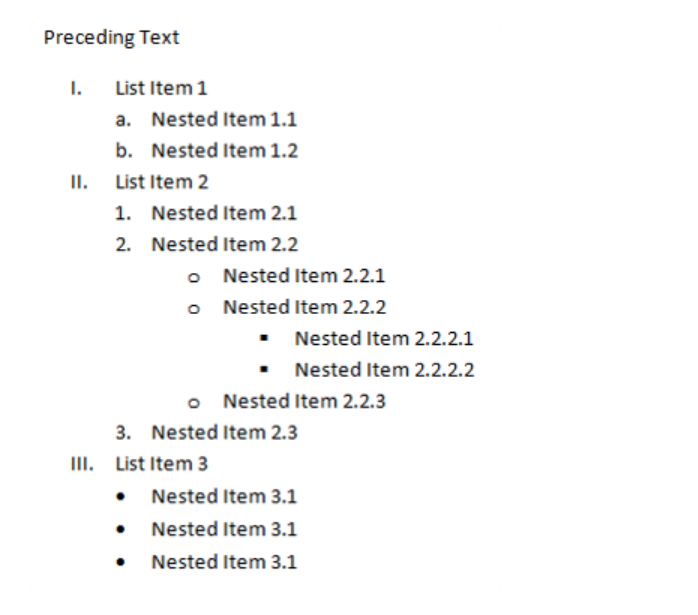 Preceding Text
I. List Item 1
a. Nested Item 1.1
b. Nested Item 1.2
II. List Item 2
1. Nested Item 2.1
2. Nested Item 2.2
o Nested Item 2.2.1
o Nested Item 2.2.2
▪ Nested Item 2.2.2.1
▪ Nested Item 2.2.2.2
o Nested Item 2.2.3
3. Nested Item 2.3
III. List Item 3
• Nested Item 3.1
• Nested Item 3.1
• Nested Item 3.1